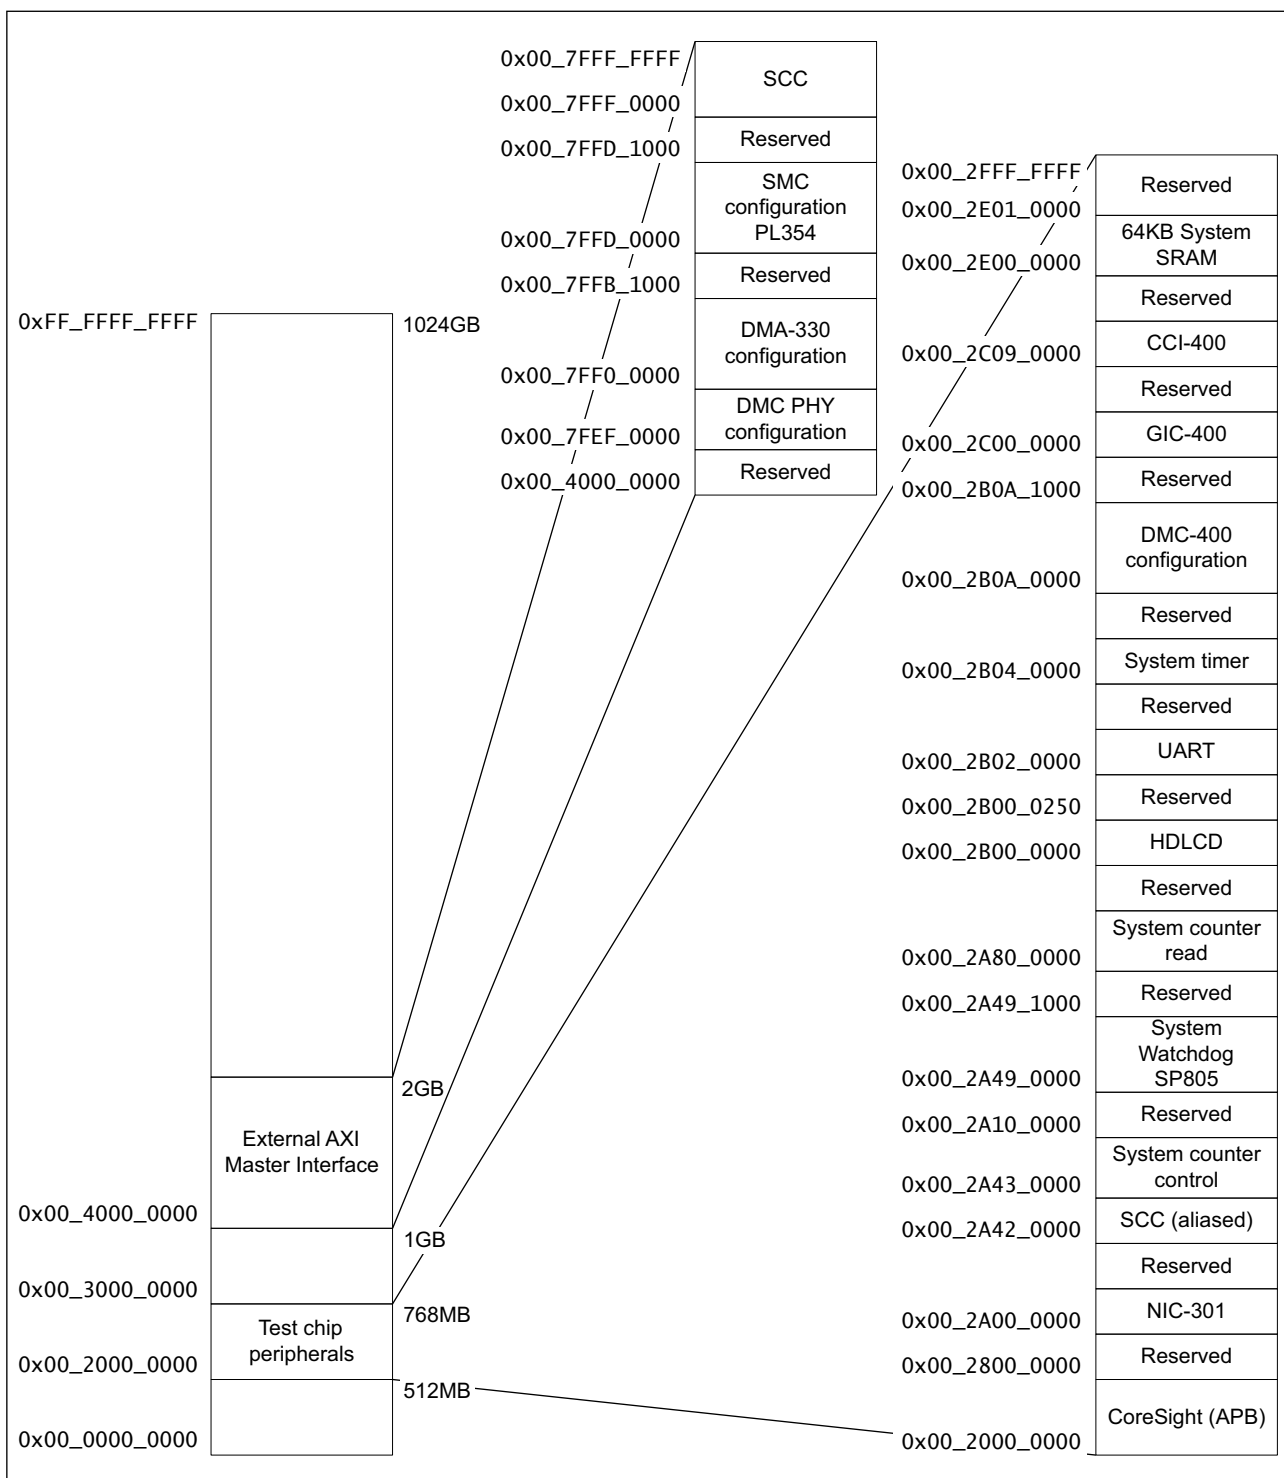 0x00_7FFF_FFFF
SCC
0x00_7FFF_0000
Reserved
0x00_7FFD_1000
SMC
configuration
PL354
0x00_7FFD_0000
Reserved
0x00_7FFB_1000
DMA-330
configuration
0x00_7FF0_0000
DMC PHY
configuration
0x00_7FEF_0000
Reserved
0x00_4000_0000
0xFF_FFFF_FFFF
1024GB
2GB
External AXI
Master Interface
0x00_4000_0000
1GB
0x00_3000_0000
768MB
Test chip
peripherals
0x00_2000_0000
512MB
0x00_0000_0000
0x00_2FFF_FFFF
Reserved
0x00_2E01_0000
64KB System
SRAM
0x00_2E00_0000
Reserved
CCI-400
0x00_2C09_0000
Reserved
GIC-400
0x00_2C00_0000
Reserved
0x00_2B0A_1000
DMC-400
configuration
0x00_2B0A_0000
Reserved
System timer
0x00_2B04_0000
Reserved
UART
0x00_2B02_0000
Reserved
0x00_2B00_0250
HDLCD
0x00_2B00_0000
Reserved
System counter
read
0x00_2A80_0000
Reserved
0x00_2A49_1000
System
Watchdog
SP805
0x00_2A49_0000
Reserved
0x00_2A10_0000
System counter
control
0x00_2A43_0000
SCC (aliased)
0x00_2A42_0000
Reserved
NIC-301
0x00_2A00_0000
Reserved
0x00_2800_0000
CoreSight (APB)
0x00_2000_0000